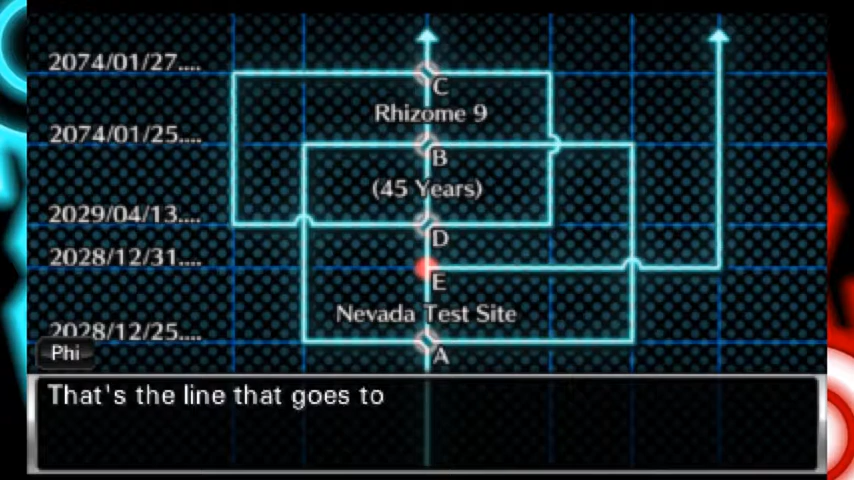 2074/01/27....
C
Rhizome 9
2074/01/25....
B
(45 Years)
2029/04/13....
D
2028/12/31....
E
Nevada Test Site
2028/12/25....
A
Phi
That's the line that goes to